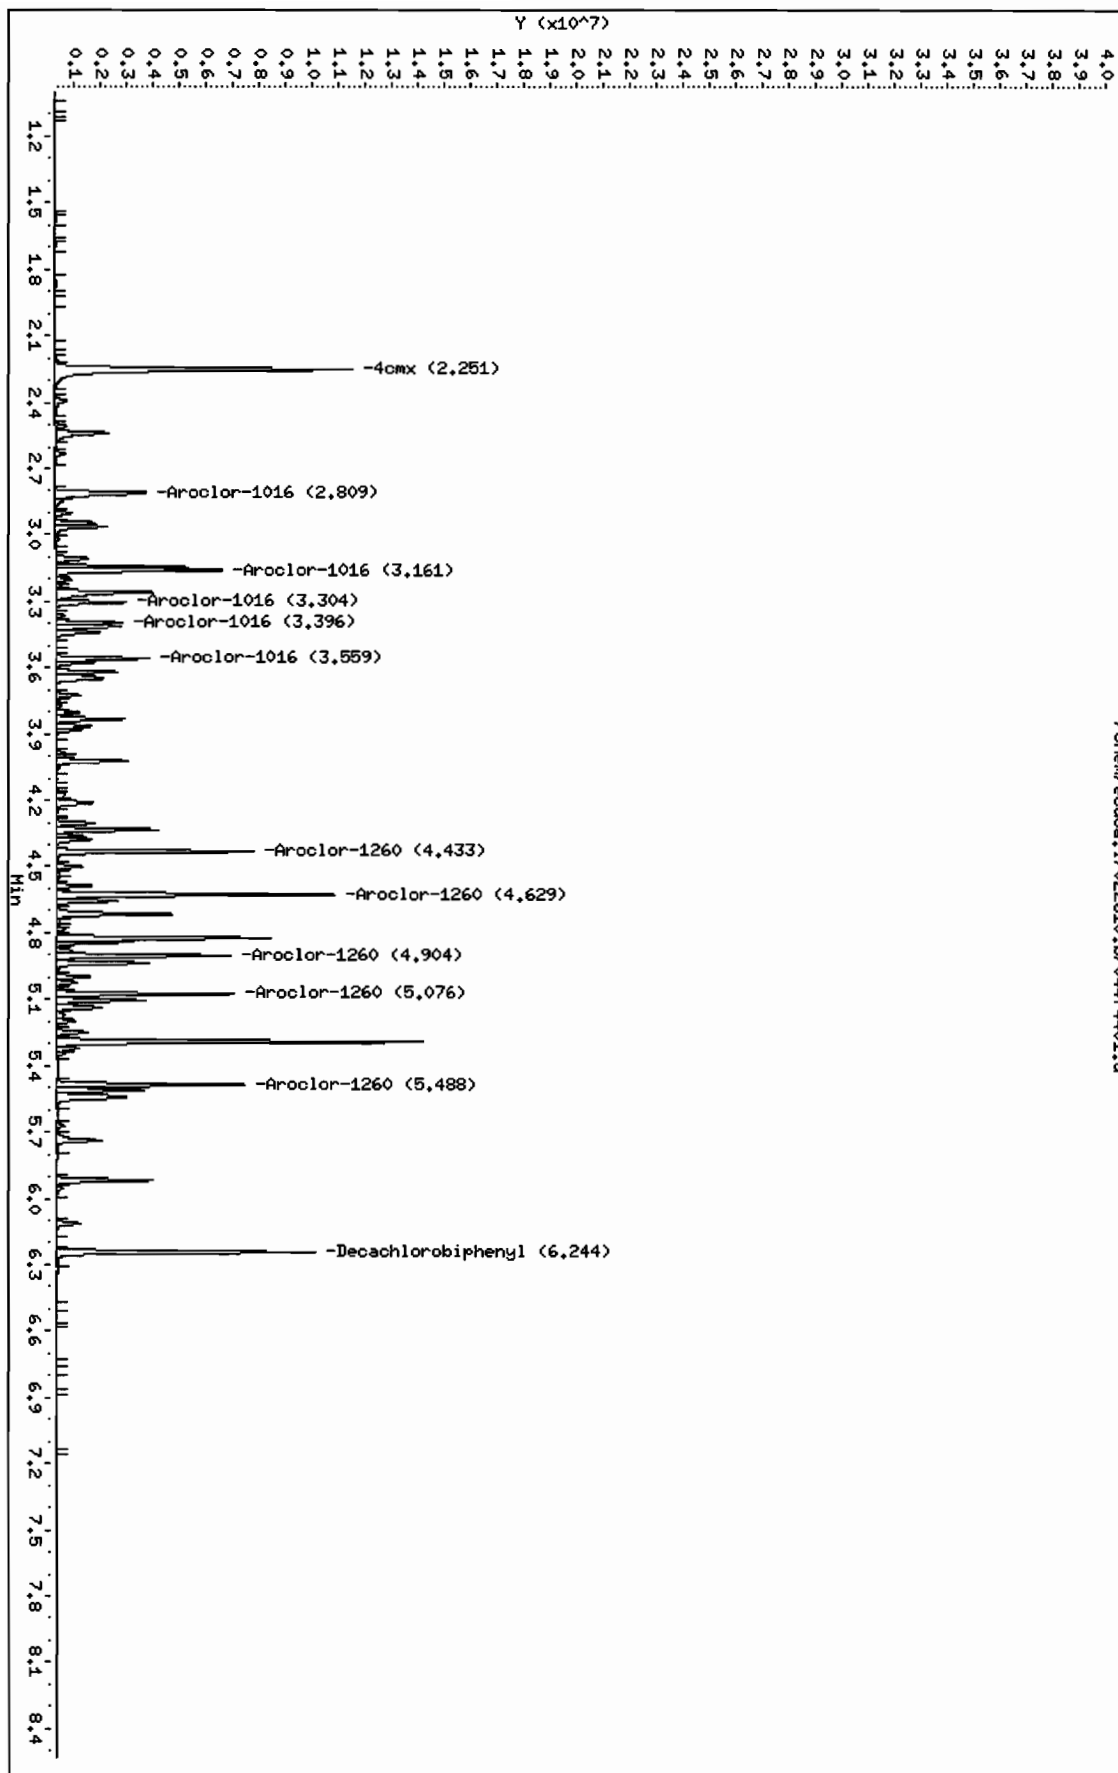 Y (x10^7)
0.1 0.2 0.3 0.4 0.5 0.6 0.7 0.8 0.9 1.0 1.1 1.2 1.3 1.4 1.5 1.6 1.7 1.8 1.9 2.0 2.1 2.2 2.3 2.4 2.5 2.6 2.7 2.8 2.9 3.0 3.1 3.2 3.3 3.4 3.5 3.6 3.7 3.8 3.9 4.0
-4cmx (2.251)
-Aroclor-1016 (2.809)
-Aroclor-1016 (3.161)
-Aroclor-1016 (3.304)
-Aroclor-1016 (3.396)
-Aroclor-1016 (3.559)
-Aroclor-1260 (4.433)
-Aroclor-1260 (4.629)
-Aroclor-1260 (4.904)
-Aroclor-1260 (5.076)
-Aroclor-1260 (5.488)
-Decachlorobiphenyl (6.244)
1.2 1.5 1.8 2.1 2.4 2.7 3.0 3.3 3.6 3.9 4.2 4.5 4.8 5.1 5.4 5.7 6.0 6.3 6.6 6.9 7.2 7.5 7.8 8.1 8.4
Min